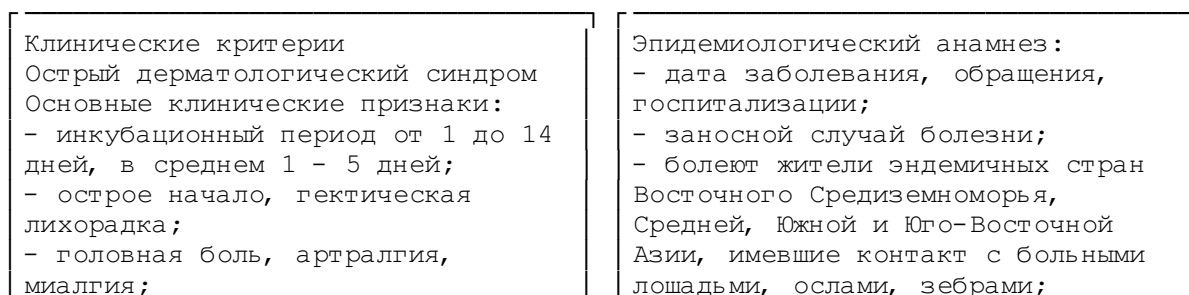 Клинические критерии
Острый дерматологический синдром
Основные клинические признаки:
- инкубационный период от 1 до 14
дней, в среднем 1 - 5 дней;
- острое начало, гектическая
лихорадка;
- головная боль, артралгия,
миалгия;
Эпидемиологический анамнез:
- дата заболевания, обращения,
госпитализации;
- заносной случай болезни;
- болеют жители эндемичных стран
Восточного Средиземноморья,
Средней, Южной и Юго-Восточной
Азии, имевшие контакт с больными
лошадьми, ослами, зебрами;